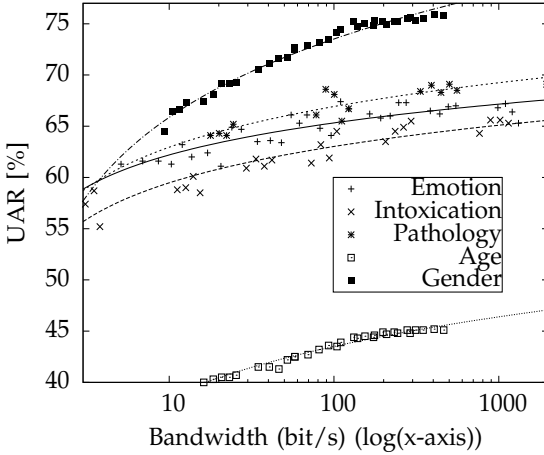 75
70
65
60
55
50
45
40
UAR [%]
Emotion
Intoxication
Pathology
Age
Gender
10
100
1000
Bandwidth (bit/s) (log(x-axis))